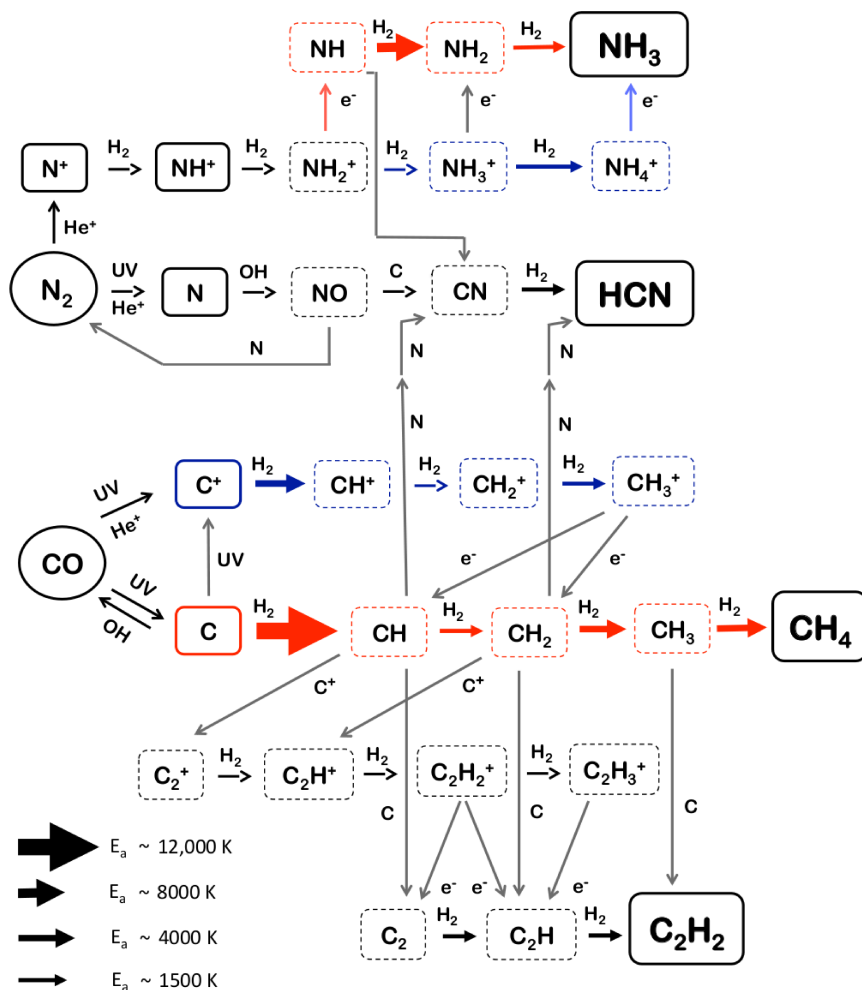 H2 H2
NH NH2 NH3
e- e- e-
H2 H2 H2 H2
N+ NH+ NH2+ NH3+ NH4+
He+
UV OH C H2
N2 N NO CN HCN
He+
N N N
N N
H2 H2 H2
UV C+ CH+ CH2+ CH3+
He+
CO UV e- e-
UV H2 H2 H2 H2
OH C CH CH2 CH3 CH4
C+ C+
H2 H2 H2
C2+ C2H+ C2H2+ C2H3+
C C C
Ea ~ 12,000 K
Ea ~ 8000 K e- e- e-
H2 H2
Ea ~ 4000 K C2 C2H C2H2
Ea ~ 1500 K